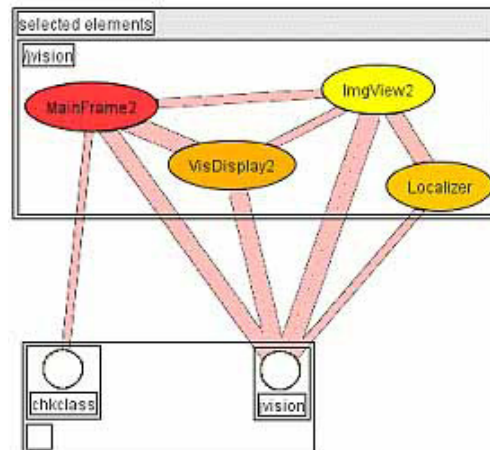 selected elements
/jvision
MainFrame2
ImgView2
VisDisplay2
Localizer
chkclass
jvision